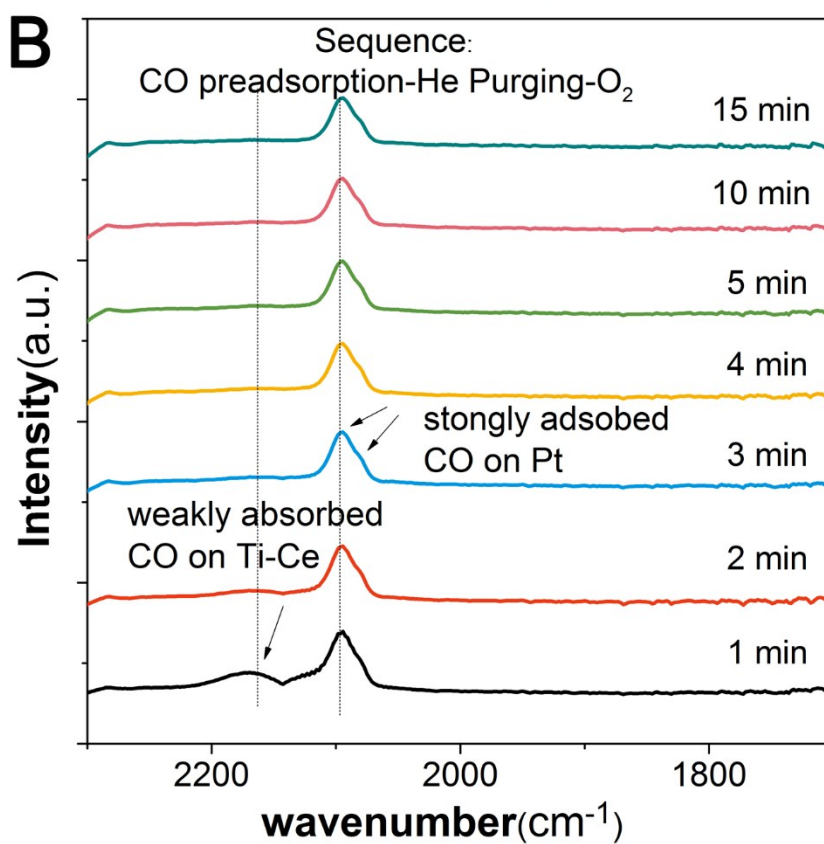 B
Sequence:
CO preadsorption-He Purging-O₂
15 min
10 min
5 min
4 min
stongly adsobed
CO on Pt
3 min
weakly absorbed
CO on Ti-Ce
2 min
1 min
Intensity(a.u.)
2200
2000
1800
wavenumber(cm⁻¹)